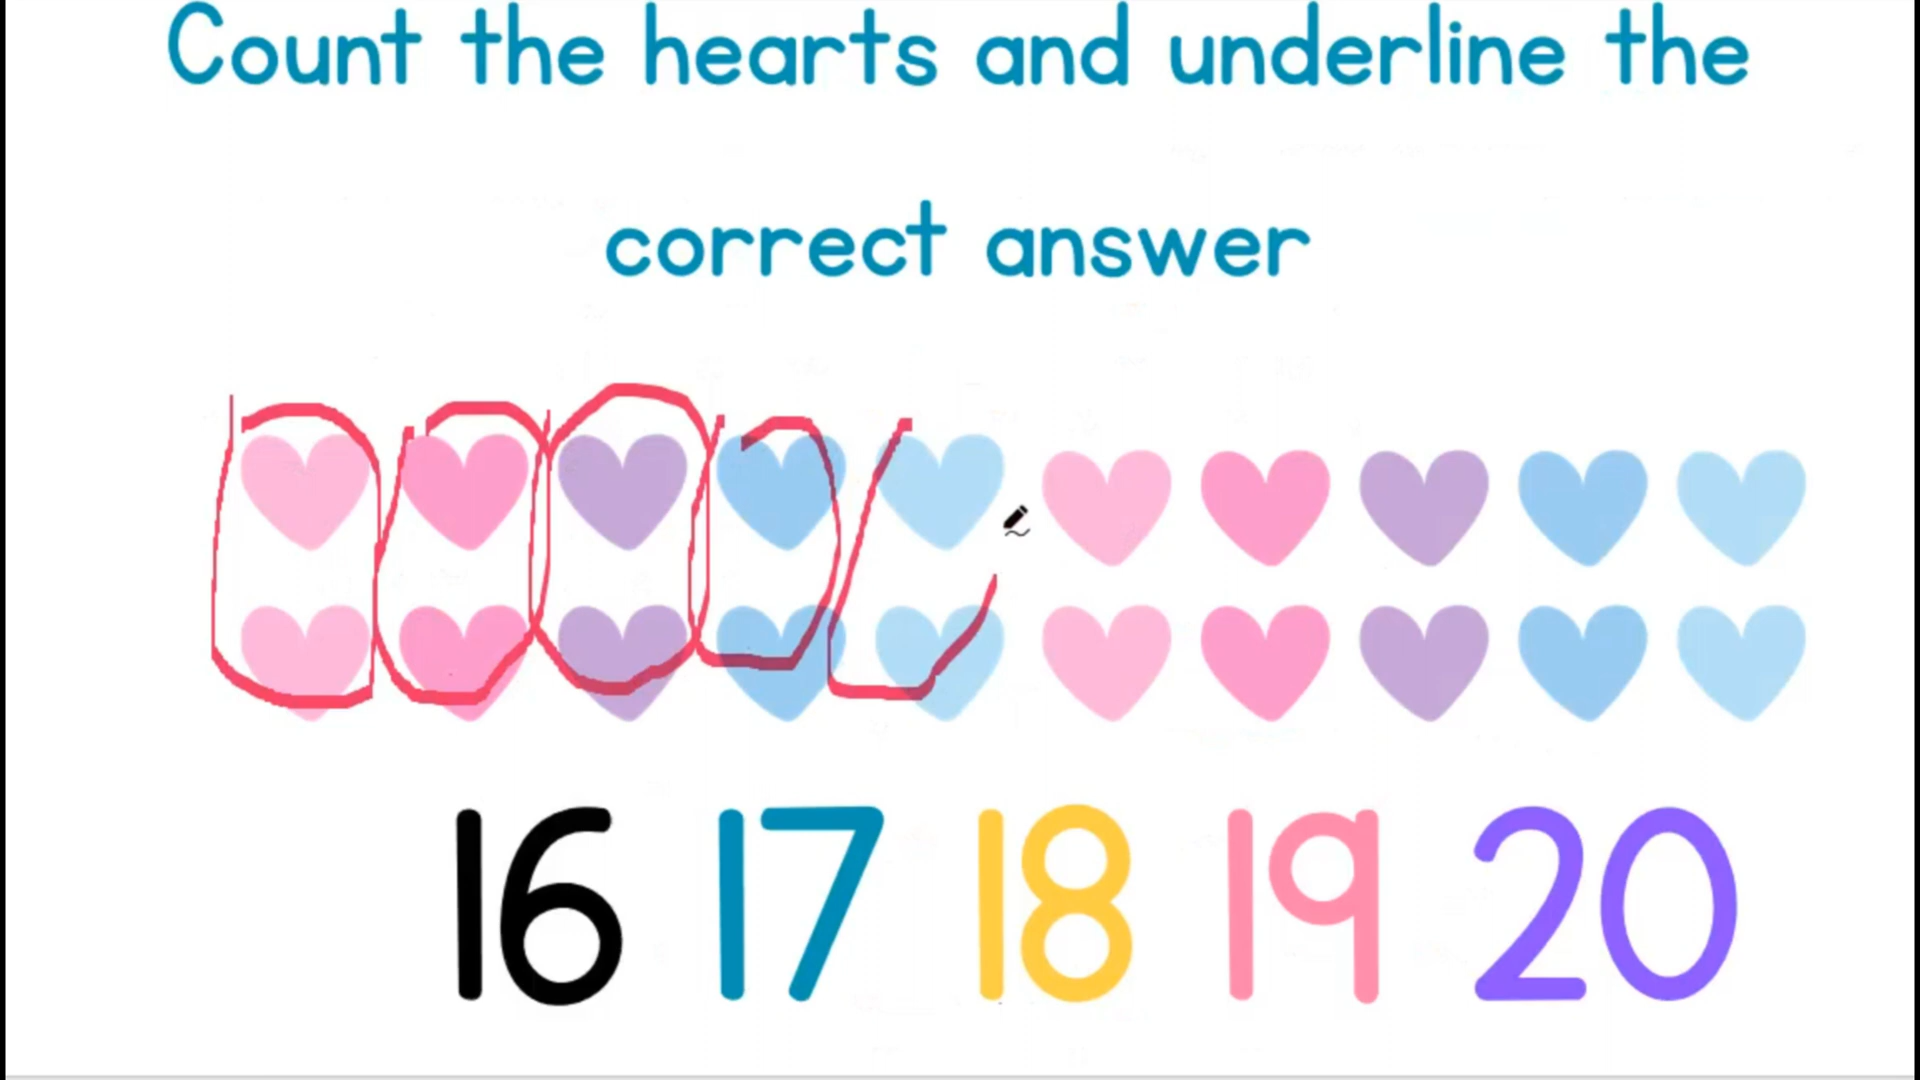 Count the hearts and underline the
correct answer
16 17 18 19 20